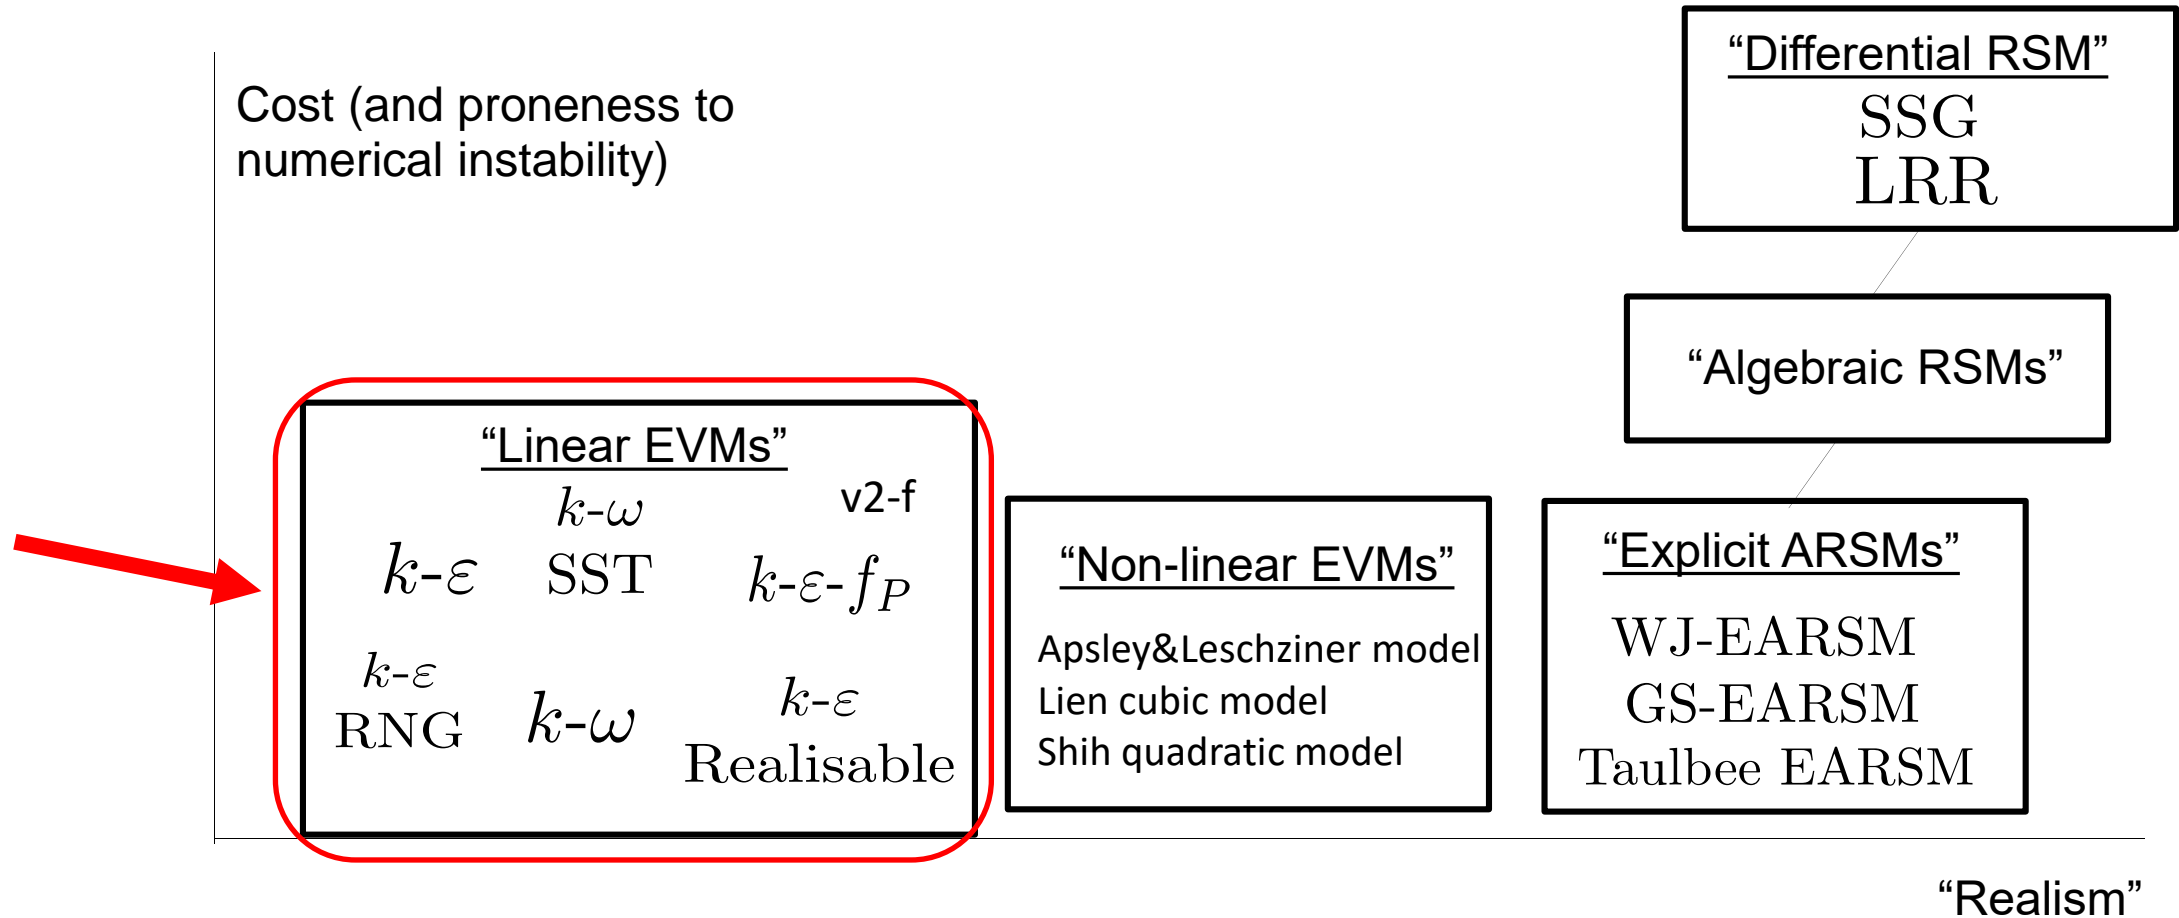 “Differential RSM”
SSG
LRR
Cost (and proneness to
numerical instability)
“Algebraic RSMs”
“Linear EVMs”
k-ω
SST
v2-f
k-ε
k-ε-f_P
k-ε
RNG
k-ω
k-ε
Realisable
“Non-linear EVMs”
Apsley&Leschziner model
Lien cubic model
Shih quadratic model
“Explicit ARSMs”
WJ-EARSM
GS-EARSM
Taulbee EARSM
“Realism”